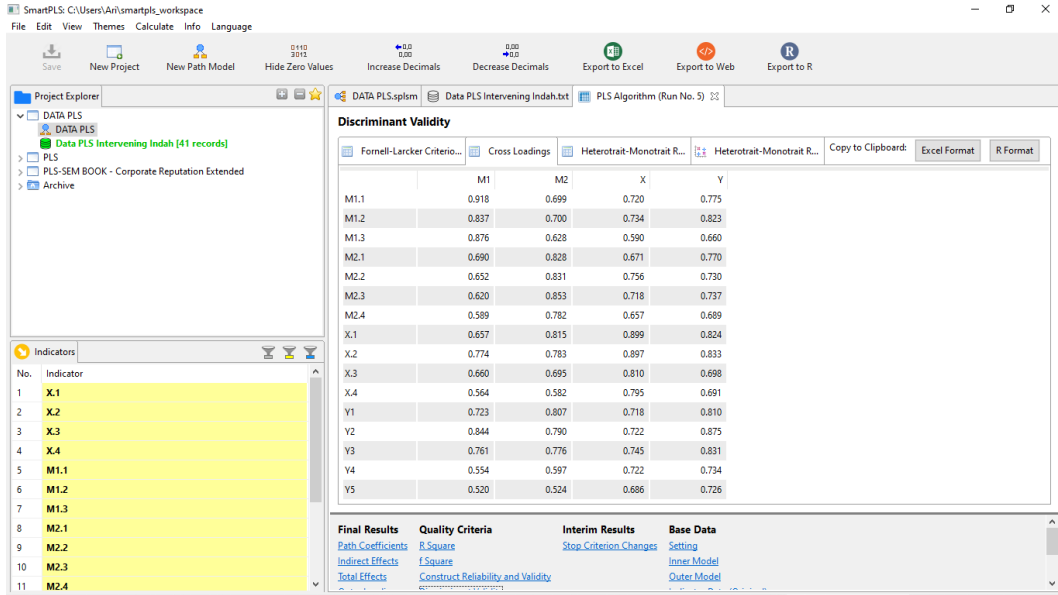 SmartPLS: C:\Users\Ari\smartpls_workspace
File Edit View Themes Calculate Info Language
Save New Project New Path Model Hide Zero Values Increase Decimals Decrease Decimals Export to Excel Export to Web Export to R
Project Explorer
DATA PLS
DATA PLS
Data PLS Intervening Indah [41 records]
PLS
PLS-SEM BOOK - Corporate Reputation Extended
Archive
Indicators
No. Indicator
1 X.1
2 X.2
3 X.3
4 X.4
5 M1.1
6 M1.2
7 M1.3
8 M2.1
9 M2.2
10 M2.3
11 M2.4
DATA PLS.splsm Data PLS Intervening Indah.txt PLS Algorithm (Run No. 5)
Discriminant Validity
Fornell-Larcker Criterio... Cross Loadings Heterotrait-Monotrait R... Heterotrait-Monotrait R... Copy to Clipboard: Excel Format R Format
M1 M2 X Y
M1.1 0.918 0.699 0.720 0.775
M1.2 0.837 0.700 0.734 0.823
M1.3 0.876 0.628 0.590 0.660
M2.1 0.690 0.828 0.671 0.770
M2.2 0.652 0.831 0.756 0.730
M2.3 0.620 0.853 0.718 0.737
M2.4 0.589 0.782 0.657 0.689
X.1 0.657 0.815 0.899 0.824
X.2 0.774 0.783 0.897 0.833
X.3 0.660 0.695 0.810 0.698
X.4 0.564 0.582 0.795 0.691
Y1 0.723 0.807 0.718 0.810
Y2 0.844 0.790 0.722 0.875
Y3 0.761 0.776 0.745 0.831
Y4 0.554 0.597 0.722 0.734
Y5 0.520 0.524 0.686 0.726
Final Results Quality Criteria Interim Results Base Data
Path Coefficients R Square Stop Criterion Changes Setting
Indirect Effects f Square Inner Model
Total Effects Construct Reliability and Validity Outer Model